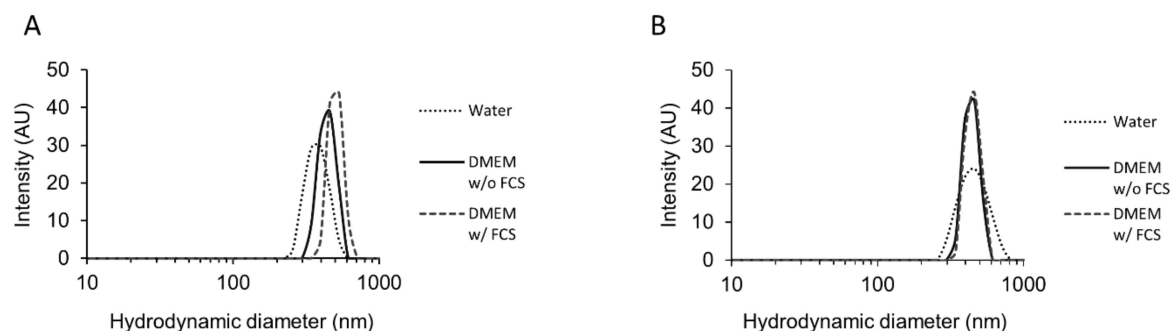 A
Intensity (AU)
50
40
30
20
10
0
10
100
1000
Hydrodynamic diameter (nm)
Water
DMEM
w/o FCS
DMEM
w/ FCS
B
Intensity (AU)
50
40
30
20
10
0
10
100
1000
Hydrodynamic diameter (nm)
Water
DMEM
w/o FCS
DMEM
w/ FCS